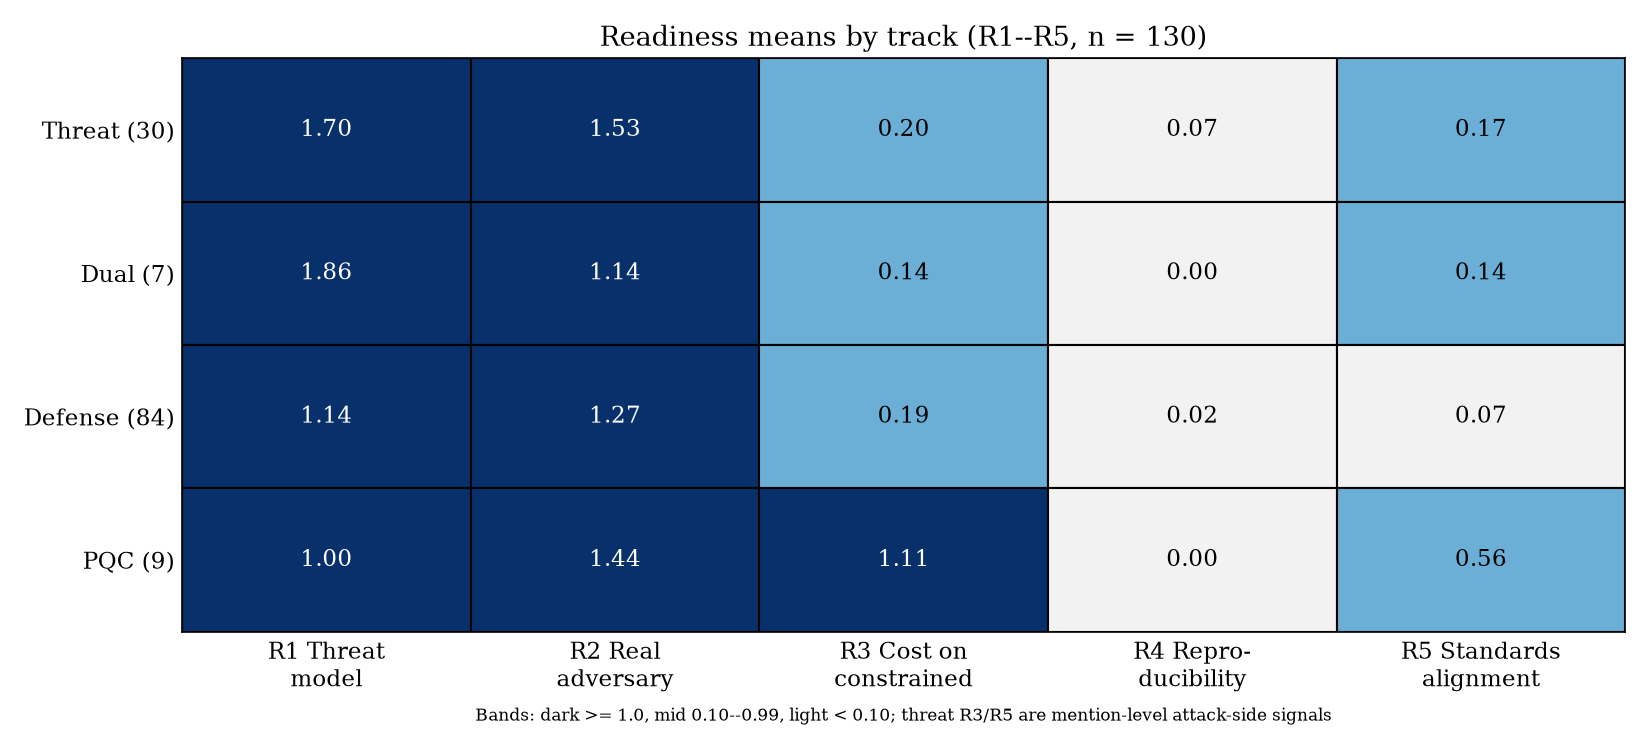 Readiness means by track (R1--R5, n = 130)
Threat (30) 1.70 1.53 0.20 0.07 0.17
Dual (7) 1.86 1.14 0.14 0.00 0.14
Defense (84) 1.14 1.27 0.19 0.02 0.07
PQC (9) 1.00 1.44 1.11 0.00 0.56
R1 Threat
model
R2 Real
adversary
R3 Cost on
constrained
R4 Repro-
ducibility
R5 Standards
alignment
Bands: dark >= 1.0, mid 0.10--0.99, light < 0.10; threat R3/R5 are mention-level attack-side signals